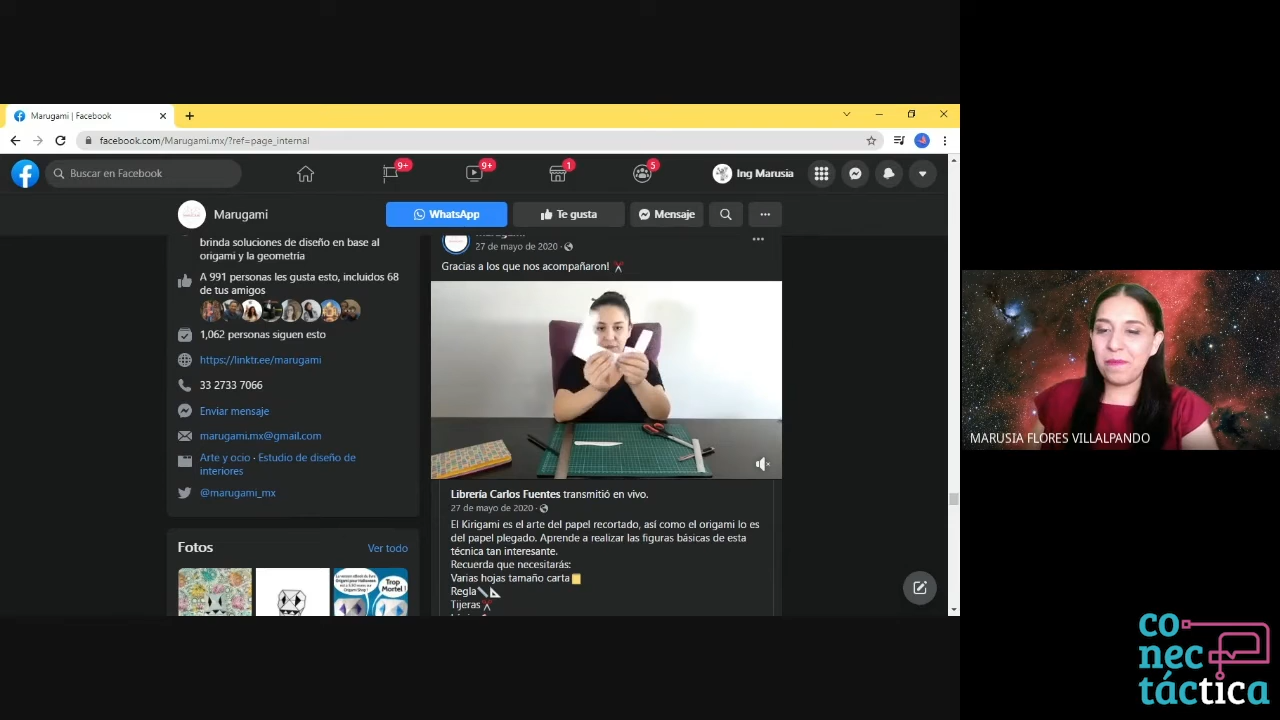 Marugami | Facebook
facebook.com/Marugami.mx/?ref=page_internal
Buscar en Facebook
9+
9+
1
5
Ing Marusia
Marugami
WhatsApp
Te gusta
Mensaje
brinda soluciones de diseño en base al
origami y la geometría
A 991 personas les gusta esto, incluidos 68
de tus amigos
1,062 personas siguen esto
https://linktr.ee/marugami
33 2733 7066
Enviar mensaje
marugami.mx@gmail.com
Arte y ocio · Estudio de diseño de
interiores
@marugami_mx
Fotos
Ver todo
Trop
Mortel !
27 de mayo de 2020 ·
Gracias a los que nos acompañaron!
Librería Carlos Fuentes transmitió en vivo.
27 de mayo de 2020 ·
El Kirigami es el arte del papel recortado, así como el origami lo es
del papel plegado. Aprende a realizar las figuras básicas de esta
técnica tan interesante.
Recuerda que necesitarás:
Varias hojas tamaño carta
Regla
Tijeras
MARUSIA FLORES VILLALPANDO
co
nec
táctica